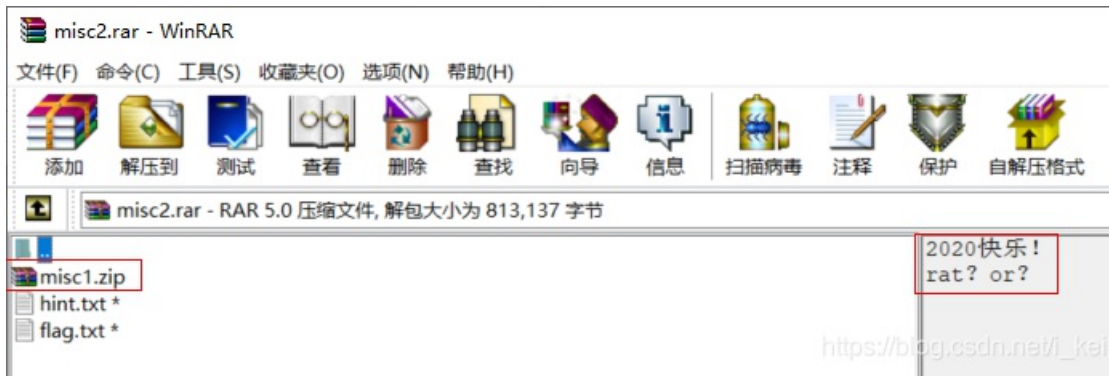 misc2.rar - WinRAR
文件(F) 命令(C) 工具(S) 收藏夹(O) 选项(N) 帮助(H)
添加 解压到 测试 查看 删除 查找 向导 信息 扫描病毒 注释 保护 自解压格式
misc2.rar - RAR 5.0 压缩文件, 解包大小为 813,137 字节
..
misc1.zip
hint.txt *
flag.txt *
2020快乐!
rat? or?
https://blog.csdn.net/i_kei